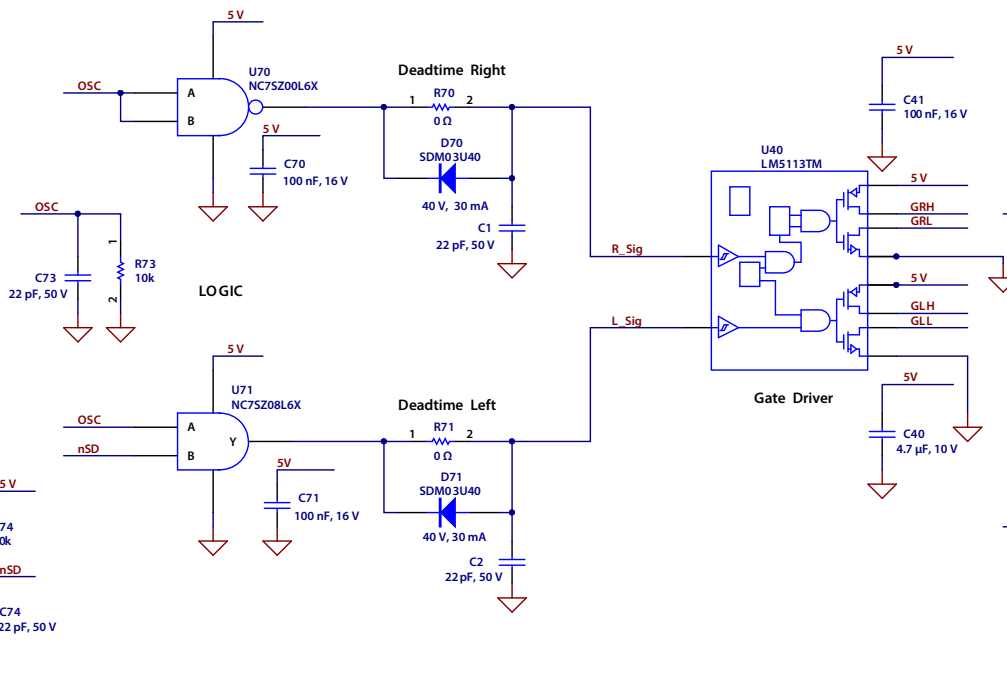 5 V
U70
NC7SZ00L6X
OSC
A
B
5 V
C70
100 nF, 16 V
Deadtime Right
R70
1
2
0 Ω
D70
SDM03U40
40 V, 30 mA
C1
22 pF, 50 V
5 V
C41
100 nF, 16 V
U40
LM5113TM
5 V
GRH
GRL
5 V
GLH
GLL
R_Sig
L_Sig
Gate Driver
5V
C40
4.7 µF, 10 V
OSC
C73
22 pF, 50 V
1
R73
10k
2
LOGIC
5 V
U71
NC7SZ08L6X
OSC
A
Y
nSD
B
5V
C71
100 nF, 16 V
Deadtime Left
R71
1
2
0 Ω
D71
SDM03U40
40 V, 30 mA
C2
22pF, 50 V
5 V
74
0k
nSD
C74
22 pF, 50 V